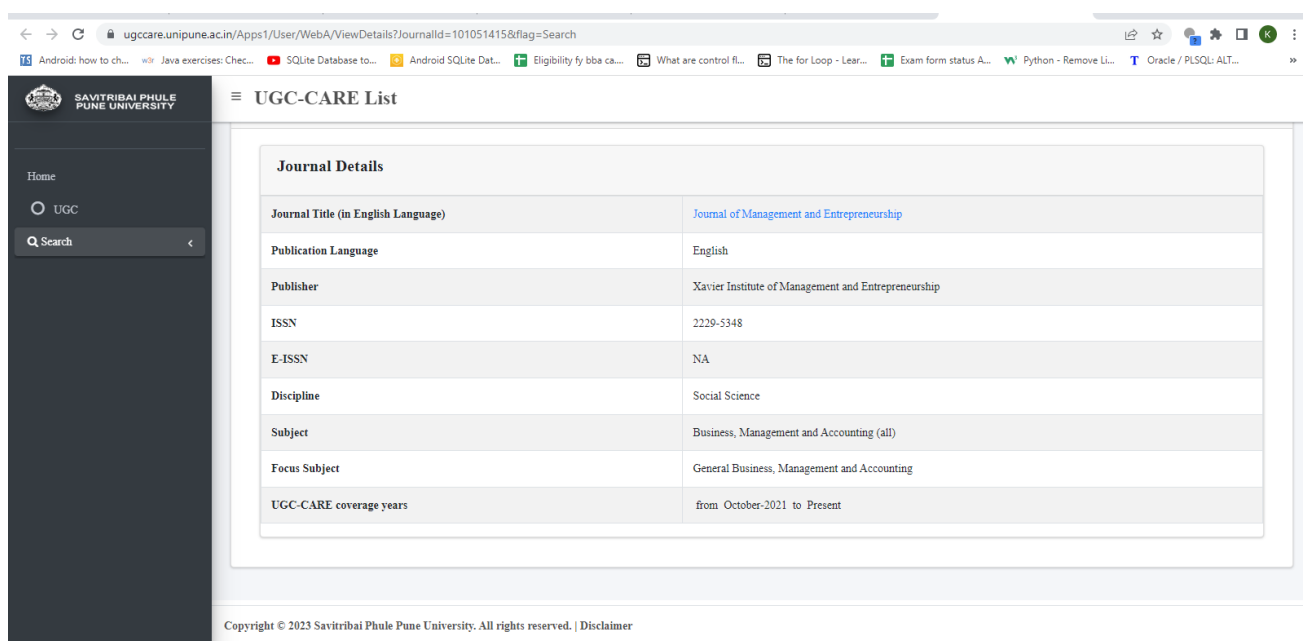 ugccare.unipune.ac.in/Apps1/User/WebA/ViewDetails?JournalId=101051415&flag=Search
K
7
TS Android: how to ch... w3r Java exercises: Chec... SQLite Database to... Android SQLite Dat... Eligibility fy bba ca.... What are control fl... The for Loop - Lear... Exam form status A... Python - Remove Li... T Oracle / PLSQL: ALT... »
SAVITRIBAI PHULE
PUNE UNIVERSITY
UGC-CARE List
Home
UGC
Search
Journal Details
Journal Title (in English Language) Journal of Management and Entrepreneurship
Publication Language English
Publisher Xavier Institute of Management and Entrepreneurship
ISSN 2229-5348
E-ISSN NA
Discipline Social Science
Subject Business, Management and Accounting (all)
Focus Subject General Business, Management and Accounting
UGC-CARE coverage years from October-2021 to Present
Copyright © 2023 Savitribai Phule Pune University. All rights reserved. | Disclaimer